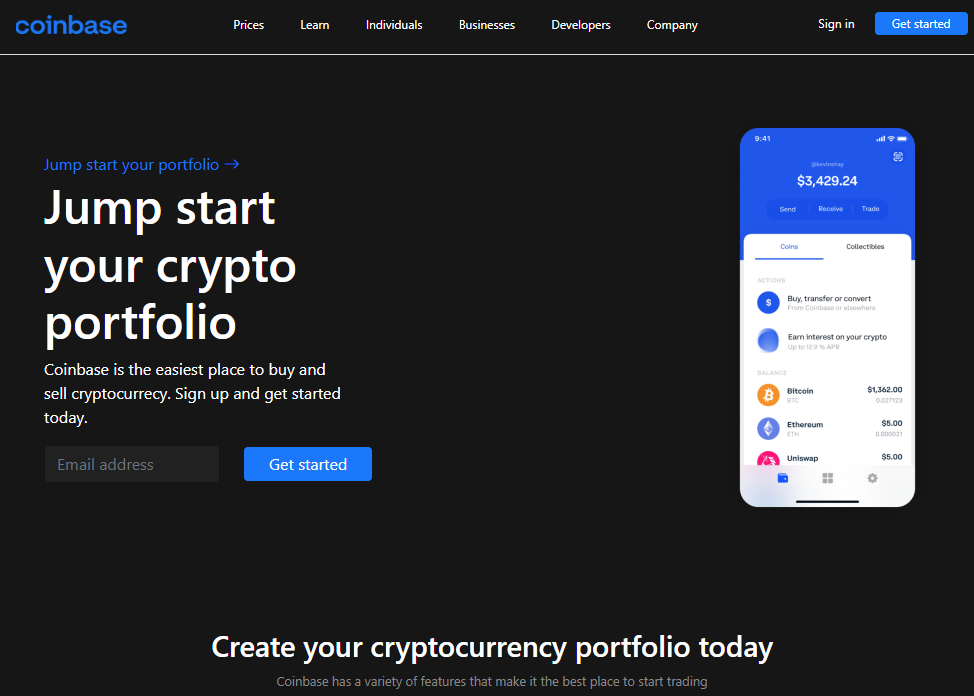 coinbase
Prices
Learn
Individuals
Businesses
Developers
Company
Sign in
Get started
Jump start your portfolio →
Jump start
your crypto
portfolio
Coinbase is the easiest place to buy and
sell cryptocurrecy. Sign up and get started
today.
Email address
Get started
9:41
@kevinshay
$3,429.24
Send
Receive
Trade
Coins
Collectibles
ACTIONS
Buy, transfer or convert
From Coinbase or elsewhere
Earn interest on your crypto
Up to 12.9 % APR
BALANCE
Bitcoin $1,362.00
BTC 0.027123
Ethereum $5.00
ETH 0.000021
Uniswap $5.00
Create your cryptocurrency portfolio today
Coinbase has a variety of features that make it the best place to start trading